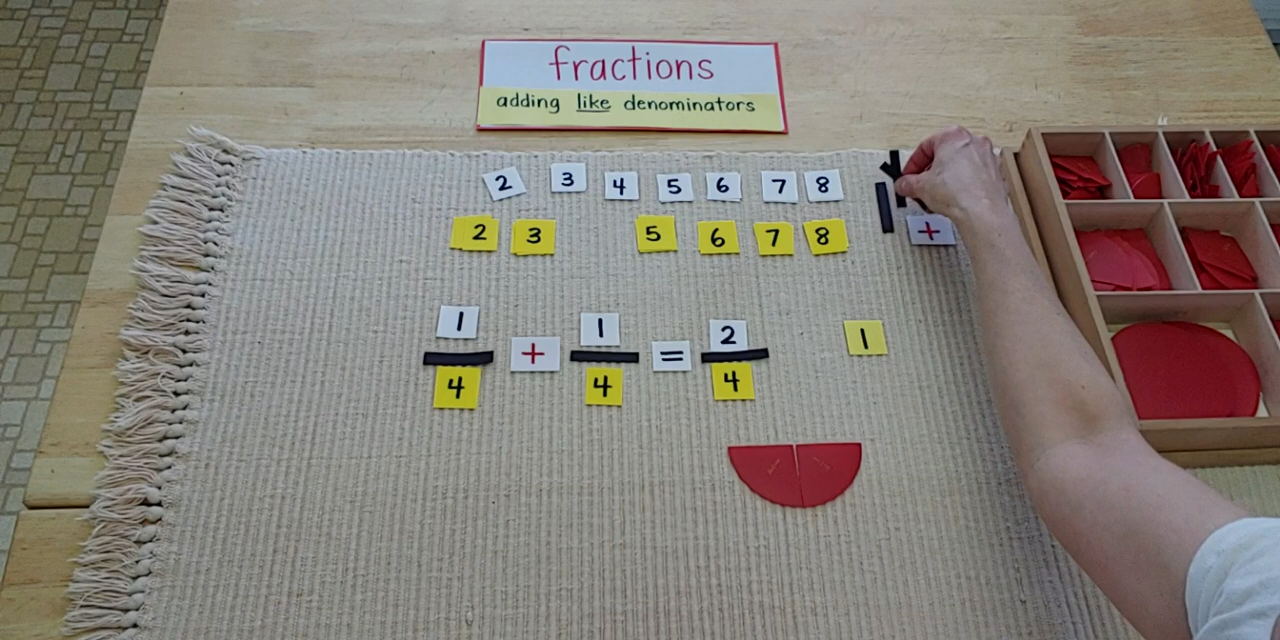 fractions
adding like denominators
2 3 4 5 6 7 8
2 3 5 6 7 8
+
1 1 2
+ =
4 4 4
1